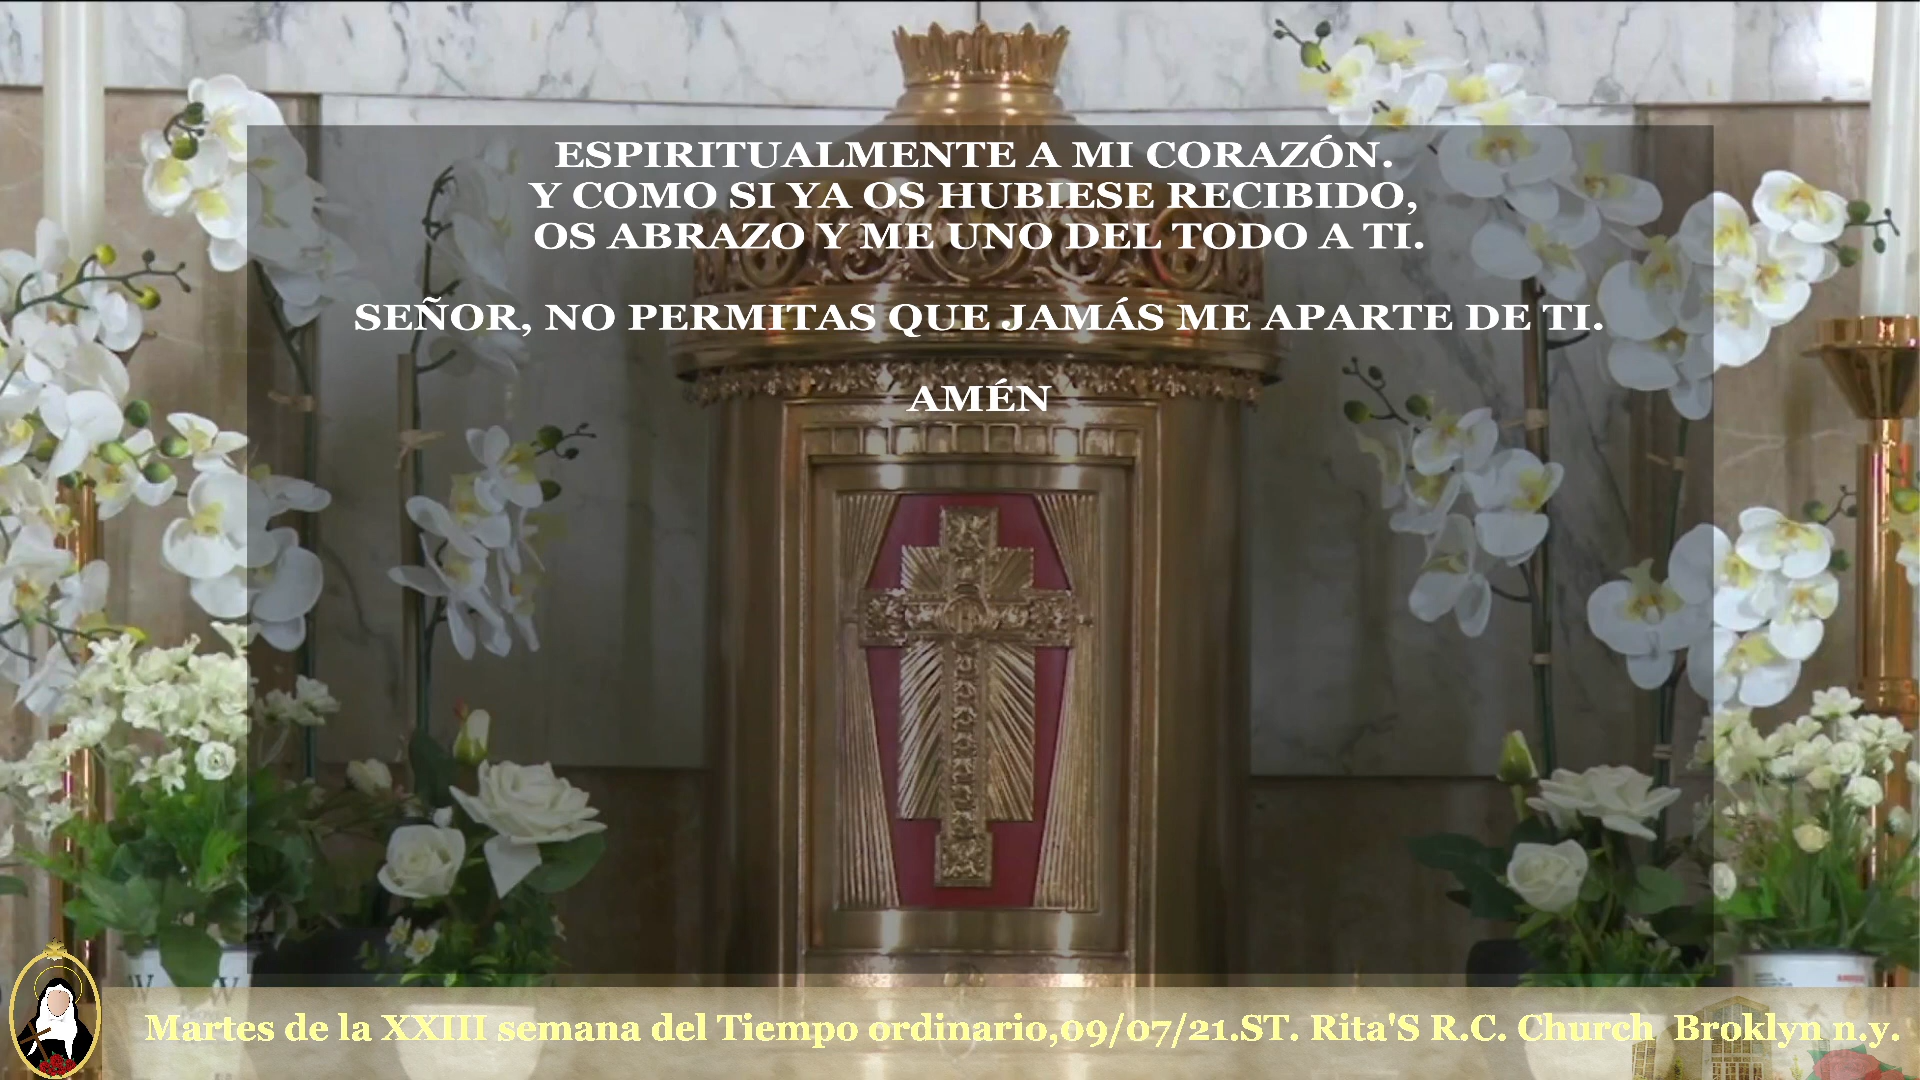 ESPIRITUALMENTE A MI CORAZÓN.
Y COMO SI YA OS HUBIESE RECIBIDO,
OS ABRAZO Y ME UNO DEL TODO A TI.
SEÑOR, NO PERMITAS QUE JAMÁS ME APARTE DE TI.
AMÉN
Martes de la XXIII semana del Tiempo ordinario,09/07/21.ST. Rita'S R.C. Church Broklyn n.y.